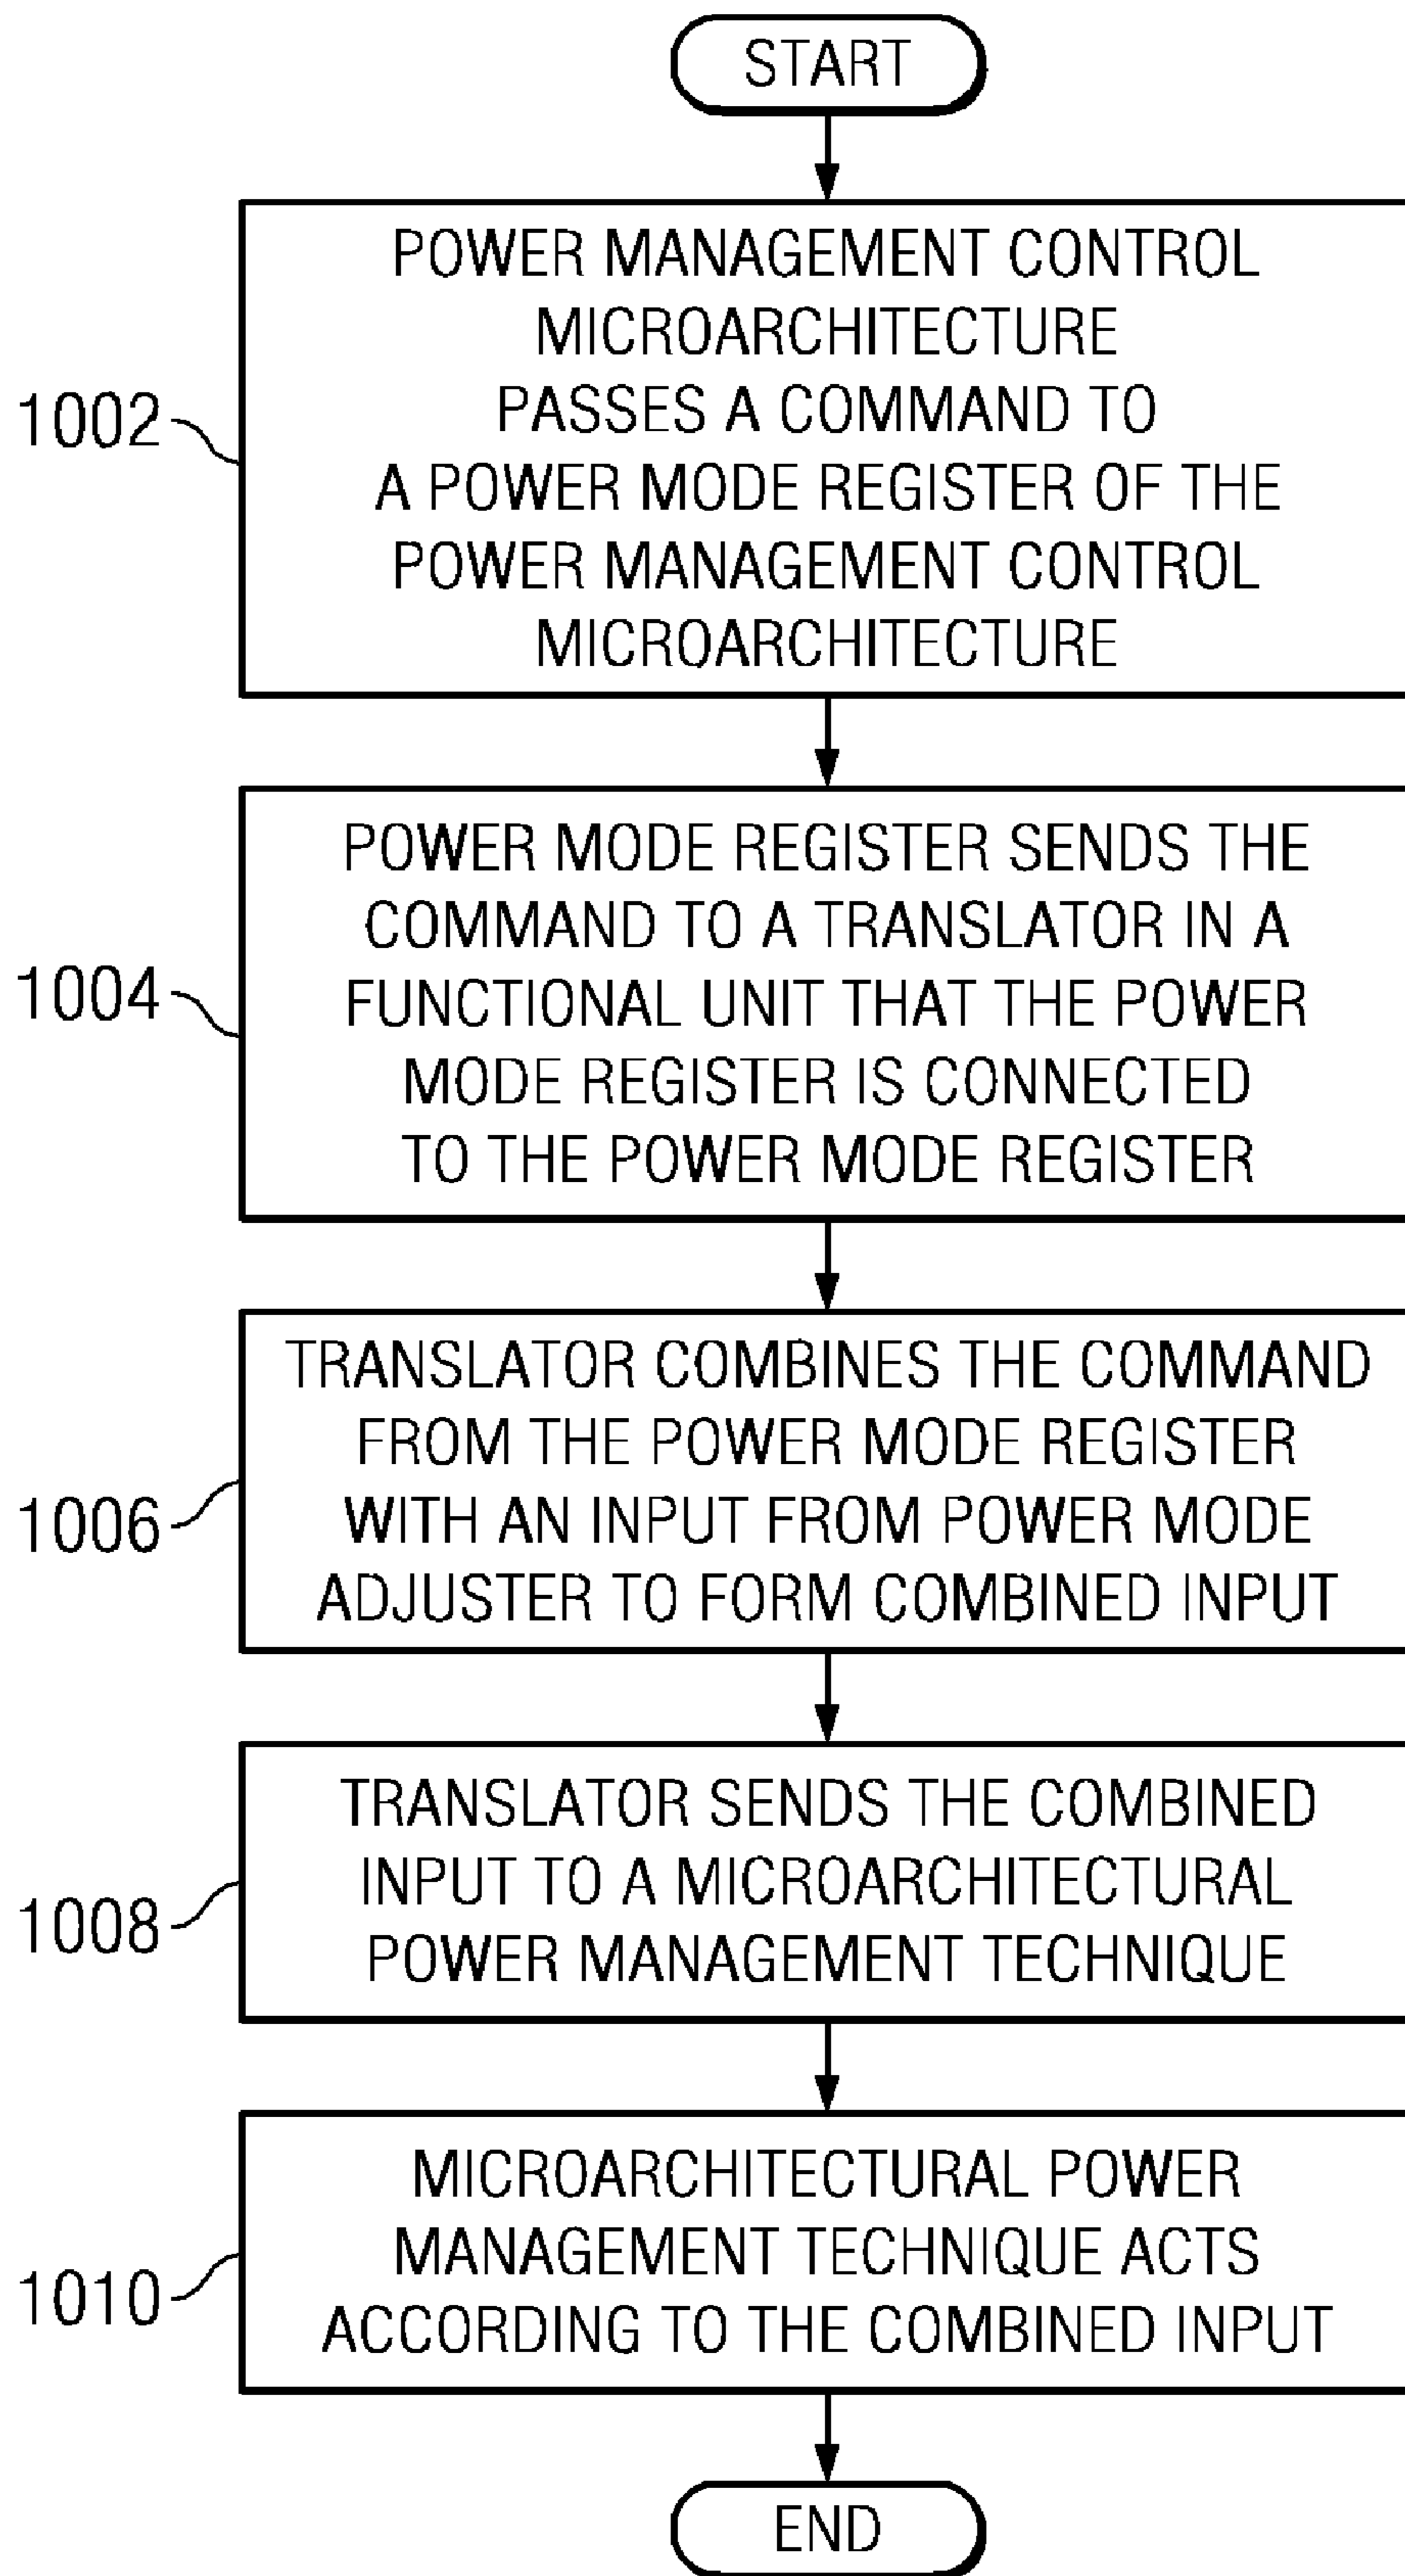 START
POWER MANAGEMENT CONTROL
MICROARCHITECTURE
PASSES A COMMAND TO
A POWER MODE REGISTER OF THE
POWER MANAGEMENT CONTROL
MICROARCHITECTURE
1002
POWER MODE REGISTER SENDS THE
COMMAND TO A TRANSLATOR IN A
FUNCTIONAL UNIT THAT THE POWER
MODE REGISTER IS CONNECTED
TO THE POWER MODE REGISTER
1004
TRANSLATOR COMBINES THE COMMAND
FROM THE POWER MODE REGISTER
WITH AN INPUT FROM POWER MODE
ADJUSTER TO FORM COMBINED INPUT
1006
TRANSLATOR SENDS THE COMBINED
INPUT TO A MICROARCHITECTURAL
POWER MANAGEMENT TECHNIQUE
1008
MICROARCHITECTURAL POWER
MANAGEMENT TECHNIQUE ACTS
ACCORDING TO THE COMBINED INPUT
1010
END